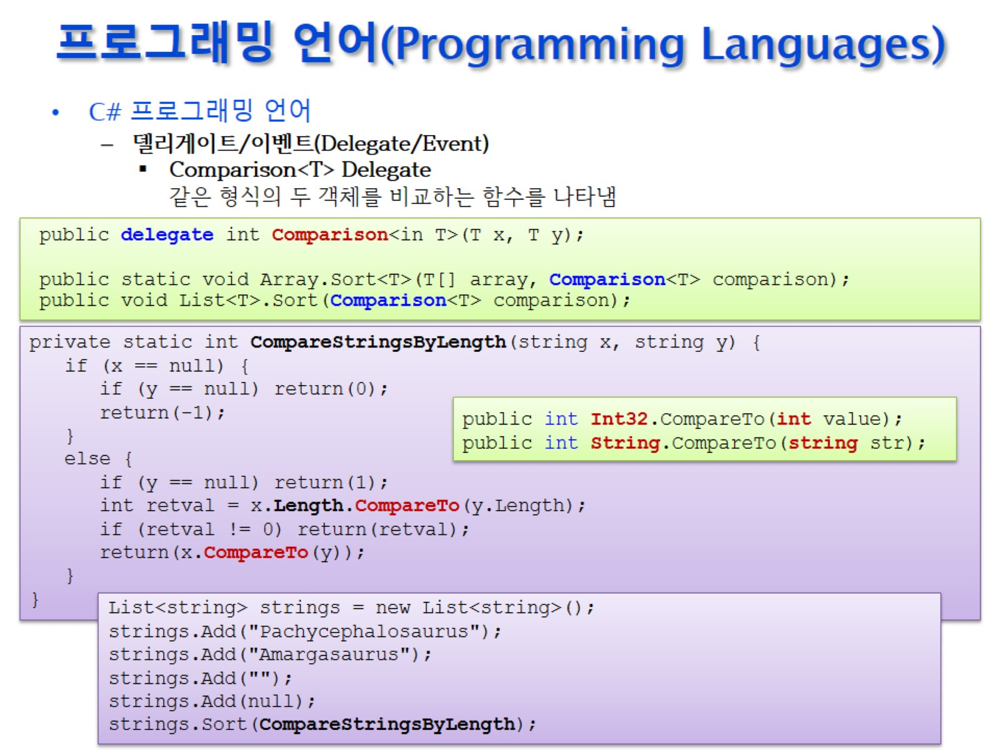 프로그래밍 언어(Programming Languages)
• C# 프로그래밍 언어
– 델리게이트/이벤트(Delegate/Event)
▪ Comparison<T> Delegate
같은 형식의 두 객체를 비교하는 함수를 나타냄
public delegate int Comparison<in T>(T x, T y);
public static void Array.Sort<T>(T[] array, Comparison<T> comparison);
public void List<T>.Sort(Comparison<T> comparison);
private static int CompareStringsByLength(string x, string y) {
if (x == null) {
if (y == null) return(0);
return(-1);
}
else {
if (y == null) return(1);
int retval = x.Length.CompareTo(y.Length);
if (retval != 0) return(retval);
return(x.CompareTo(y));
}
}
public int Int32.CompareTo(int value);
public int String.CompareTo(string str);
List<string> strings = new List<string>();
strings.Add("Pachycephalosaurus");
strings.Add("Amargasaurus");
strings.Add("");
strings.Add(null);
strings.Sort(CompareStringsByLength);